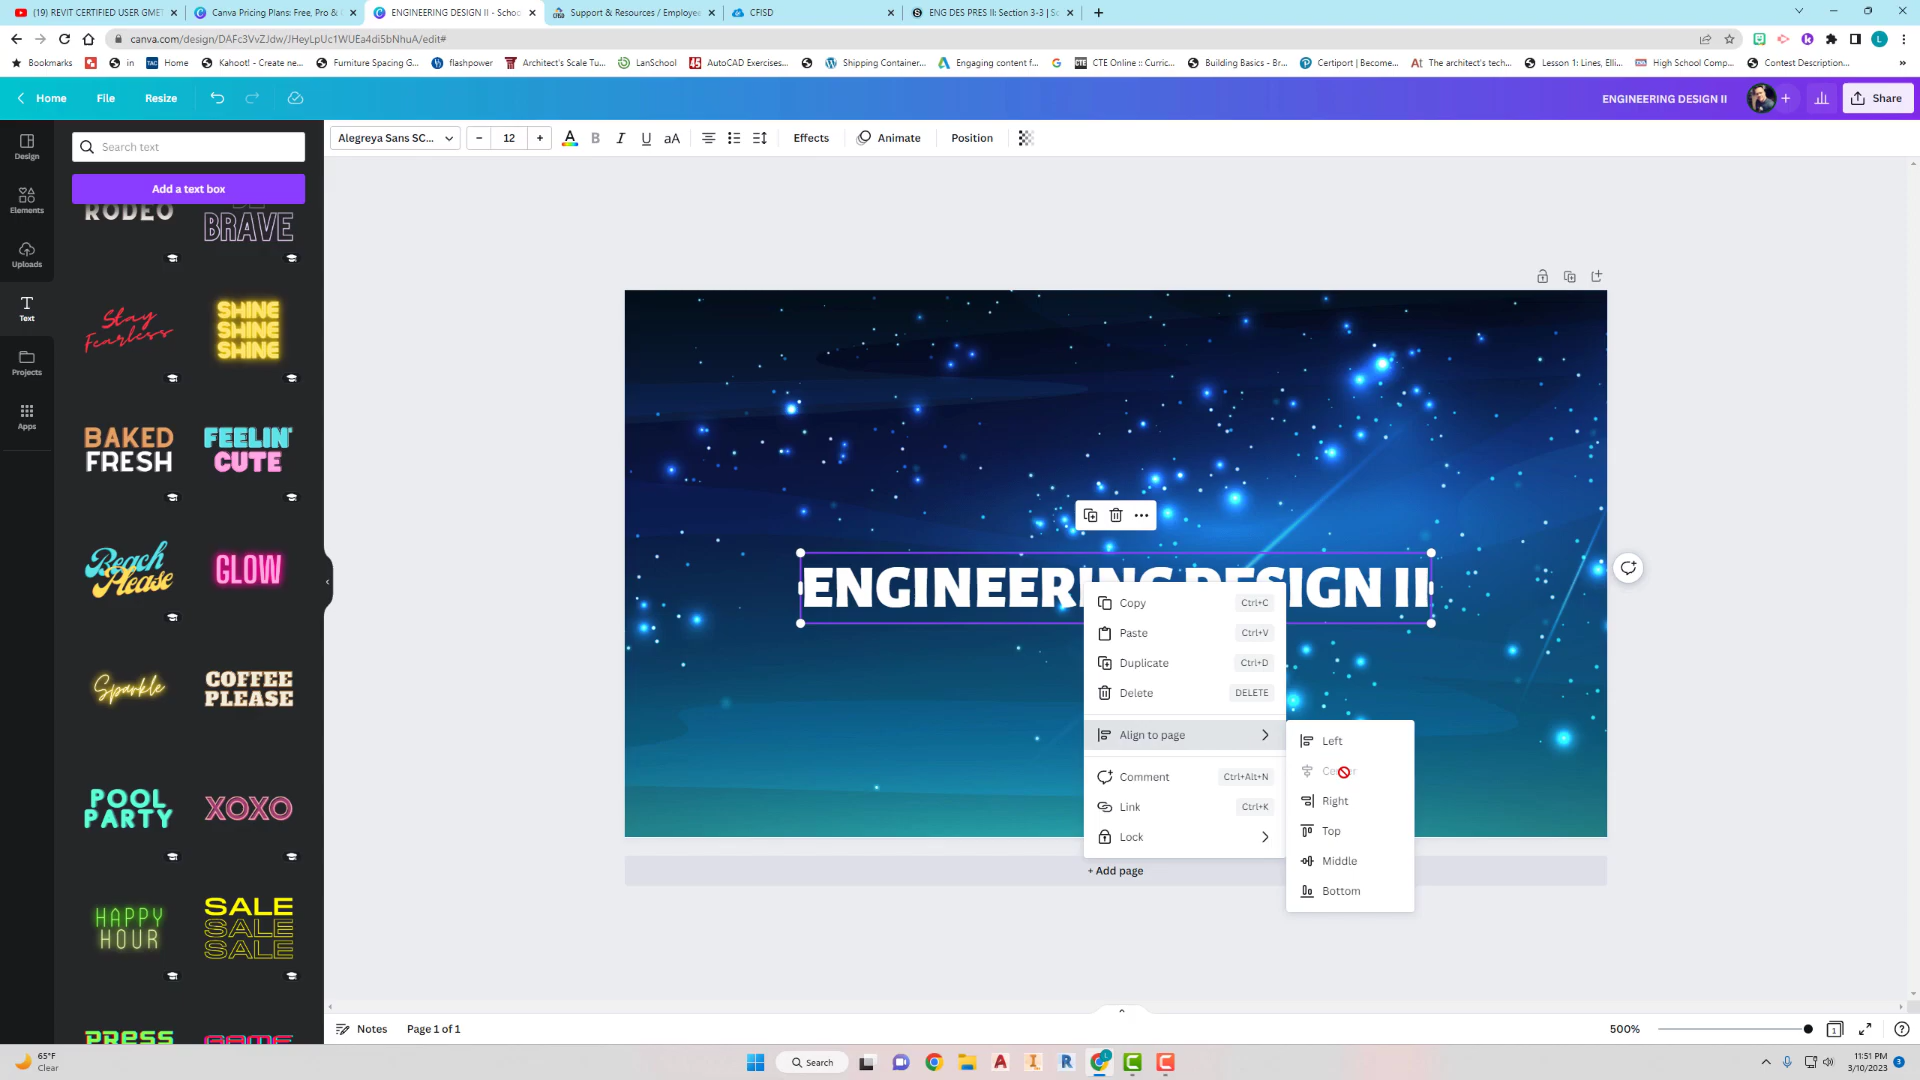 (19) REVIT CERTIFIED USER GMET
Canva Pricing Plans: Free, Pro &
ENGINEERING DESIGN II - Schoo
Support & Resources / Employee
CFISD
ENG DES PRES II: Section 3-3 | Sc
canva.com/design/DAFc3VvZJdw/JHeyLpUc1WUEa4di5bNhuA/edit#
Bookmarks
in
Home
Kahoot! - Create new...
Furniture Spacing G...
flashpower
Architect's Scale Tu...
LanSchool
AutoCAD Exercises...
Shipping Container...
Engaging content f...
CTE Online :: Curric...
Building Basics - Br...
Certiport | Become...
The architect's tech...
Lesson 1: Lines, Elli...
High School Comp...
Contest Description...
Home
File
Resize
ENGINEERING DESIGN II
Share
Design
Elements
Uploads
Text
Projects
Apps
Search text
Add a text box
Alegreya Sans SC...
12
Effects
Animate
Position
RODEO
BRAVE
Stay
Fearless
SHINE
SHINE
SHINE
BAKED
FRESH
FEELIN'
CUTE
Beach
Please
GLOW
Sparkle
COFFEE
PLEASE
POOL
PARTY
XOXO
HAPPY
HOUR
SALE
SALE
SALE
PRESS
GAME
ENGINEERING DESIGN II
Copy Ctrl+C
Paste Ctrl+V
Duplicate Ctrl+D
Delete DELETE
Align to page
Comment Ctrl+Alt+N
Link Ctrl+K
Lock
Left
Center
Right
Top
Middle
Bottom
+ Add page
Notes
Page 1 of 1
500%
1
65°F
Clear
Search
11:51 PM
3/10/2023
3